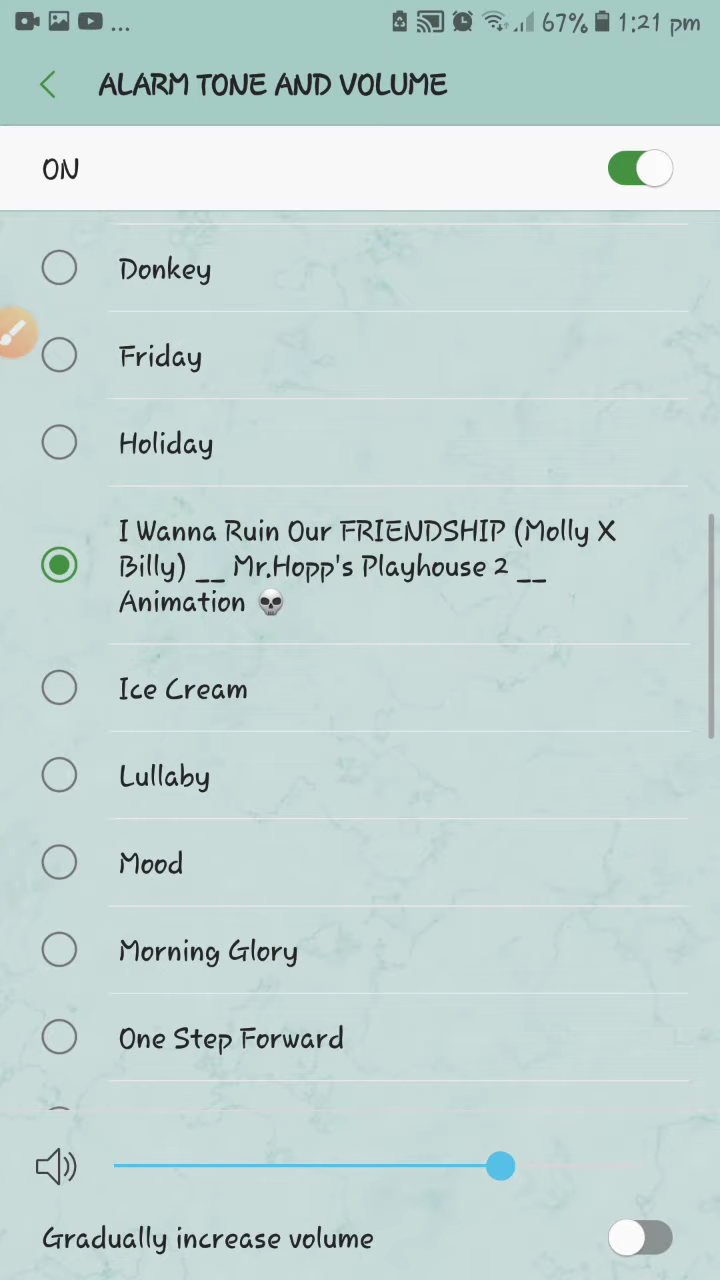 ... 67% 1:21 pm
ALARM TONE AND VOLUME
ON
Donkey
Friday
Holiday
I Wanna Ruin Our FRIENDSHIP (Molly X
Billy) __ Mr.Hopp's Playhouse 2 __
Animation 💀
Ice Cream
Lullaby
Mood
Morning Glory
One Step Forward
Gradually increase volume